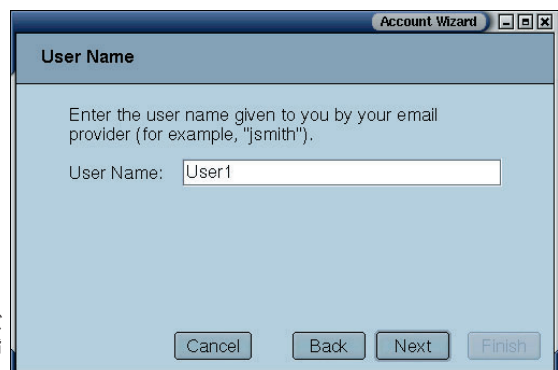 Account Wizard
User Name
Enter the user name given to you by your email
provider (for example, "jsmith").
User Name: User1
Cancel Back Next Finish